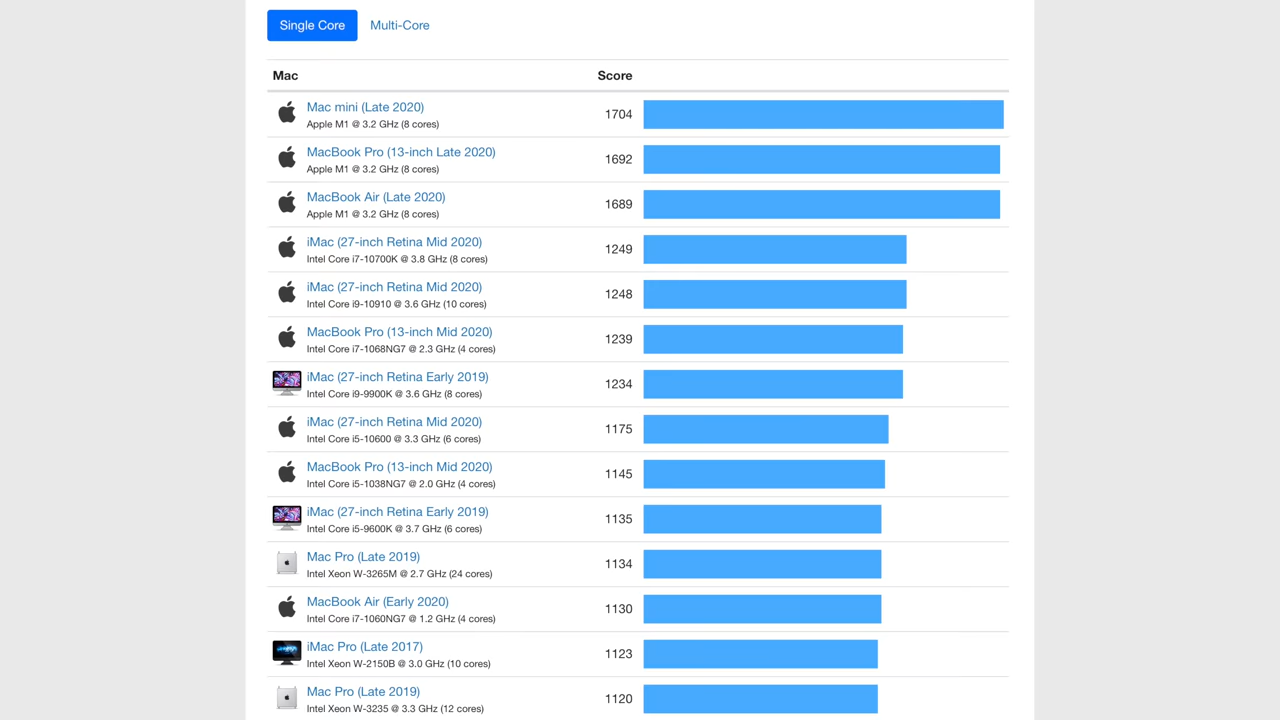 Single Core Multi-Core
Mac Score
Mac mini (Late 2020)
Apple M1 @ 3.2 GHz (8 cores)
1704
MacBook Pro (13-inch Late 2020)
Apple M1 @ 3.2 GHz (8 cores)
1692
MacBook Air (Late 2020)
Apple M1 @ 3.2 GHz (8 cores)
1689
iMac (27-inch Retina Mid 2020)
Intel Core i7-10700K @ 3.8 GHz (8 cores)
1249
iMac (27-inch Retina Mid 2020)
Intel Core i9-10910 @ 3.6 GHz (10 cores)
1248
MacBook Pro (13-inch Mid 2020)
Intel Core i7-1068NG7 @ 2.3 GHz (4 cores)
1239
iMac (27-inch Retina Early 2019)
Intel Core i9-9900K @ 3.6 GHz (8 cores)
1234
iMac (27-inch Retina Mid 2020)
Intel Core i5-10600 @ 3.3 GHz (6 cores)
1175
MacBook Pro (13-inch Mid 2020)
Intel Core i5-1038NG7 @ 2.0 GHz (4 cores)
1145
iMac (27-inch Retina Early 2019)
Intel Core i5-9600K @ 3.7 GHz (6 cores)
1135
Mac Pro (Late 2019)
Intel Xeon W-3265M @ 2.7 GHz (24 cores)
1134
MacBook Air (Early 2020)
Intel Core i7-1060NG7 @ 1.2 GHz (4 cores)
1130
iMac Pro (Late 2017)
Intel Xeon W-2150B @ 3.0 GHz (10 cores)
1123
Mac Pro (Late 2019)
Intel Xeon W-3235 @ 3.3 GHz (12 cores)
1120